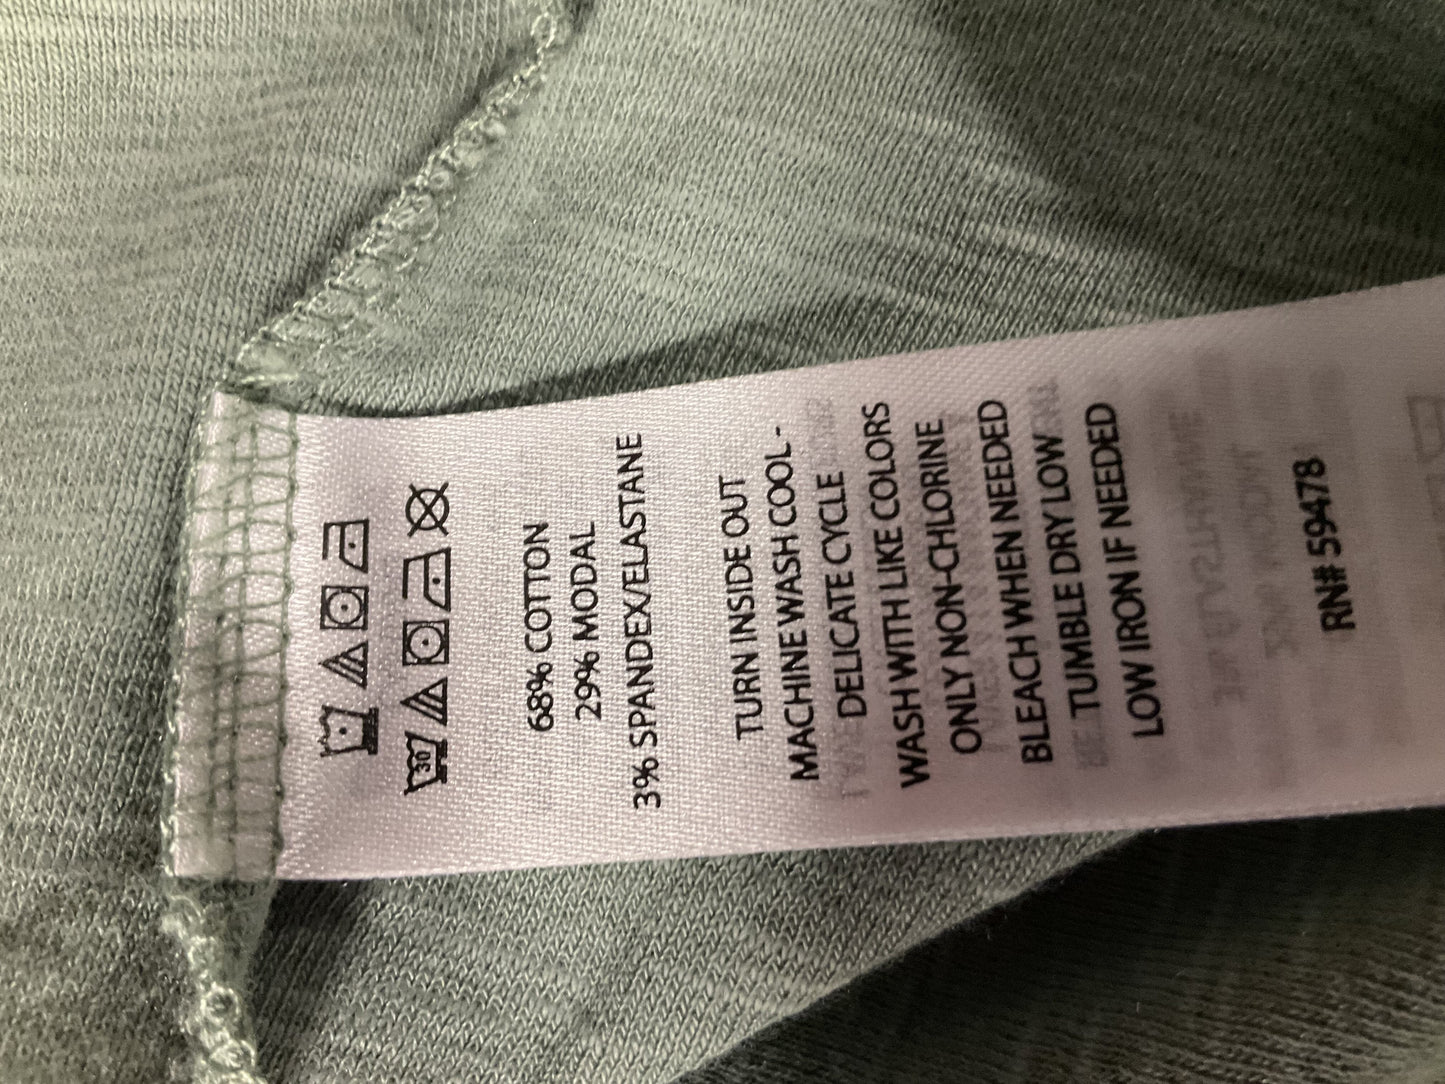 30
68% COTTON
29% MODAL
3% SPANDEX/ELASTANE
TURN INSIDE OUT
MACHINE WASH COOL -
DELICATE CYCLE
WASH WITH LIKE COLORS
ONLY NON-CHLORINE
BLEACH WHEN NEEDED
TUMBLE DRY LOW
LOW IRON IF NEEDED
RN# 59478